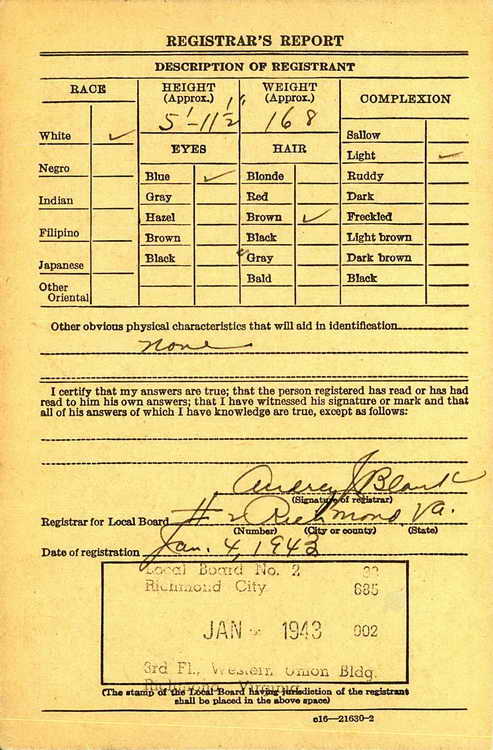 REGISTRAR'S REPORT
DESCRIPTION OF REGISTRANT
RACE
HEIGHT (Approx.)
WEIGHT (Approx.)
COMPLEXION
5'-11½"
168
White ✓
Negro
Indian
Filipino
Japanese
Other Oriental
EYES
Blue ✓
Gray
Hazel
Brown
Black
HAIR
Blonde
Red
Brown ✓
Black
Gray
Bald
Sallow
Light ✓
Ruddy
Dark
Freckled
Light brown
Dark brown
Black
Other obvious physical characteristics that will aid in identification
none
I certify that my answers are true; that the person registered has read or has had
read to him his own answers; that I have witnessed his signature or mark and that
all of his answers of which I have knowledge are true, except as follows:
Audrey J. Blank
(Signature of registrar)
Registrar for Local Board # 2 Richmond, Va.
(Number) (City or county) (State)
Date of registration Jan. 4, 1943
Local Board No. 2
Richmond City 685
JAN 1943 002
3rd Fl., Western Union Bldg.
Richmond, Virginia
(The stamp of the Local Board having jurisdiction of the registrant
shall be placed in the above space)
c16—21630-2